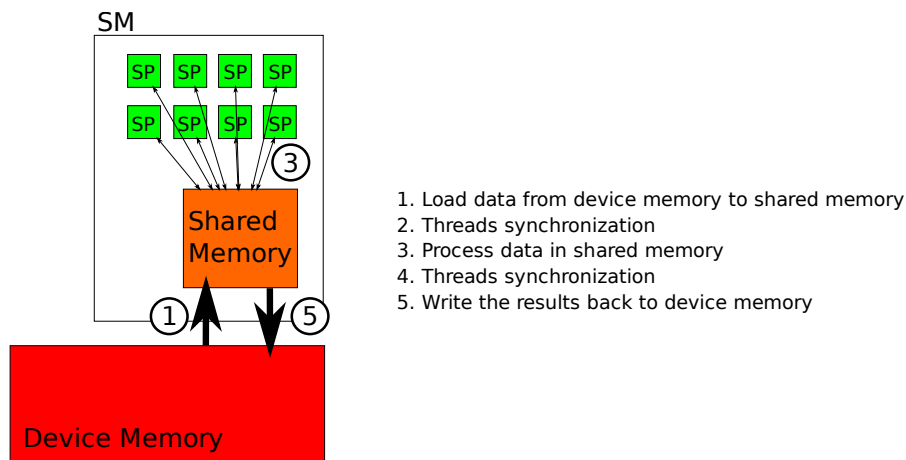 SM
SP SP SP SP
SP SP SP SP
3
Shared
Memory
1 5
Device Memory
1. Load data from device memory to shared memory
2. Threads synchronization
3. Process data in shared memory
4. Threads synchronization
5. Write the results back to device memory